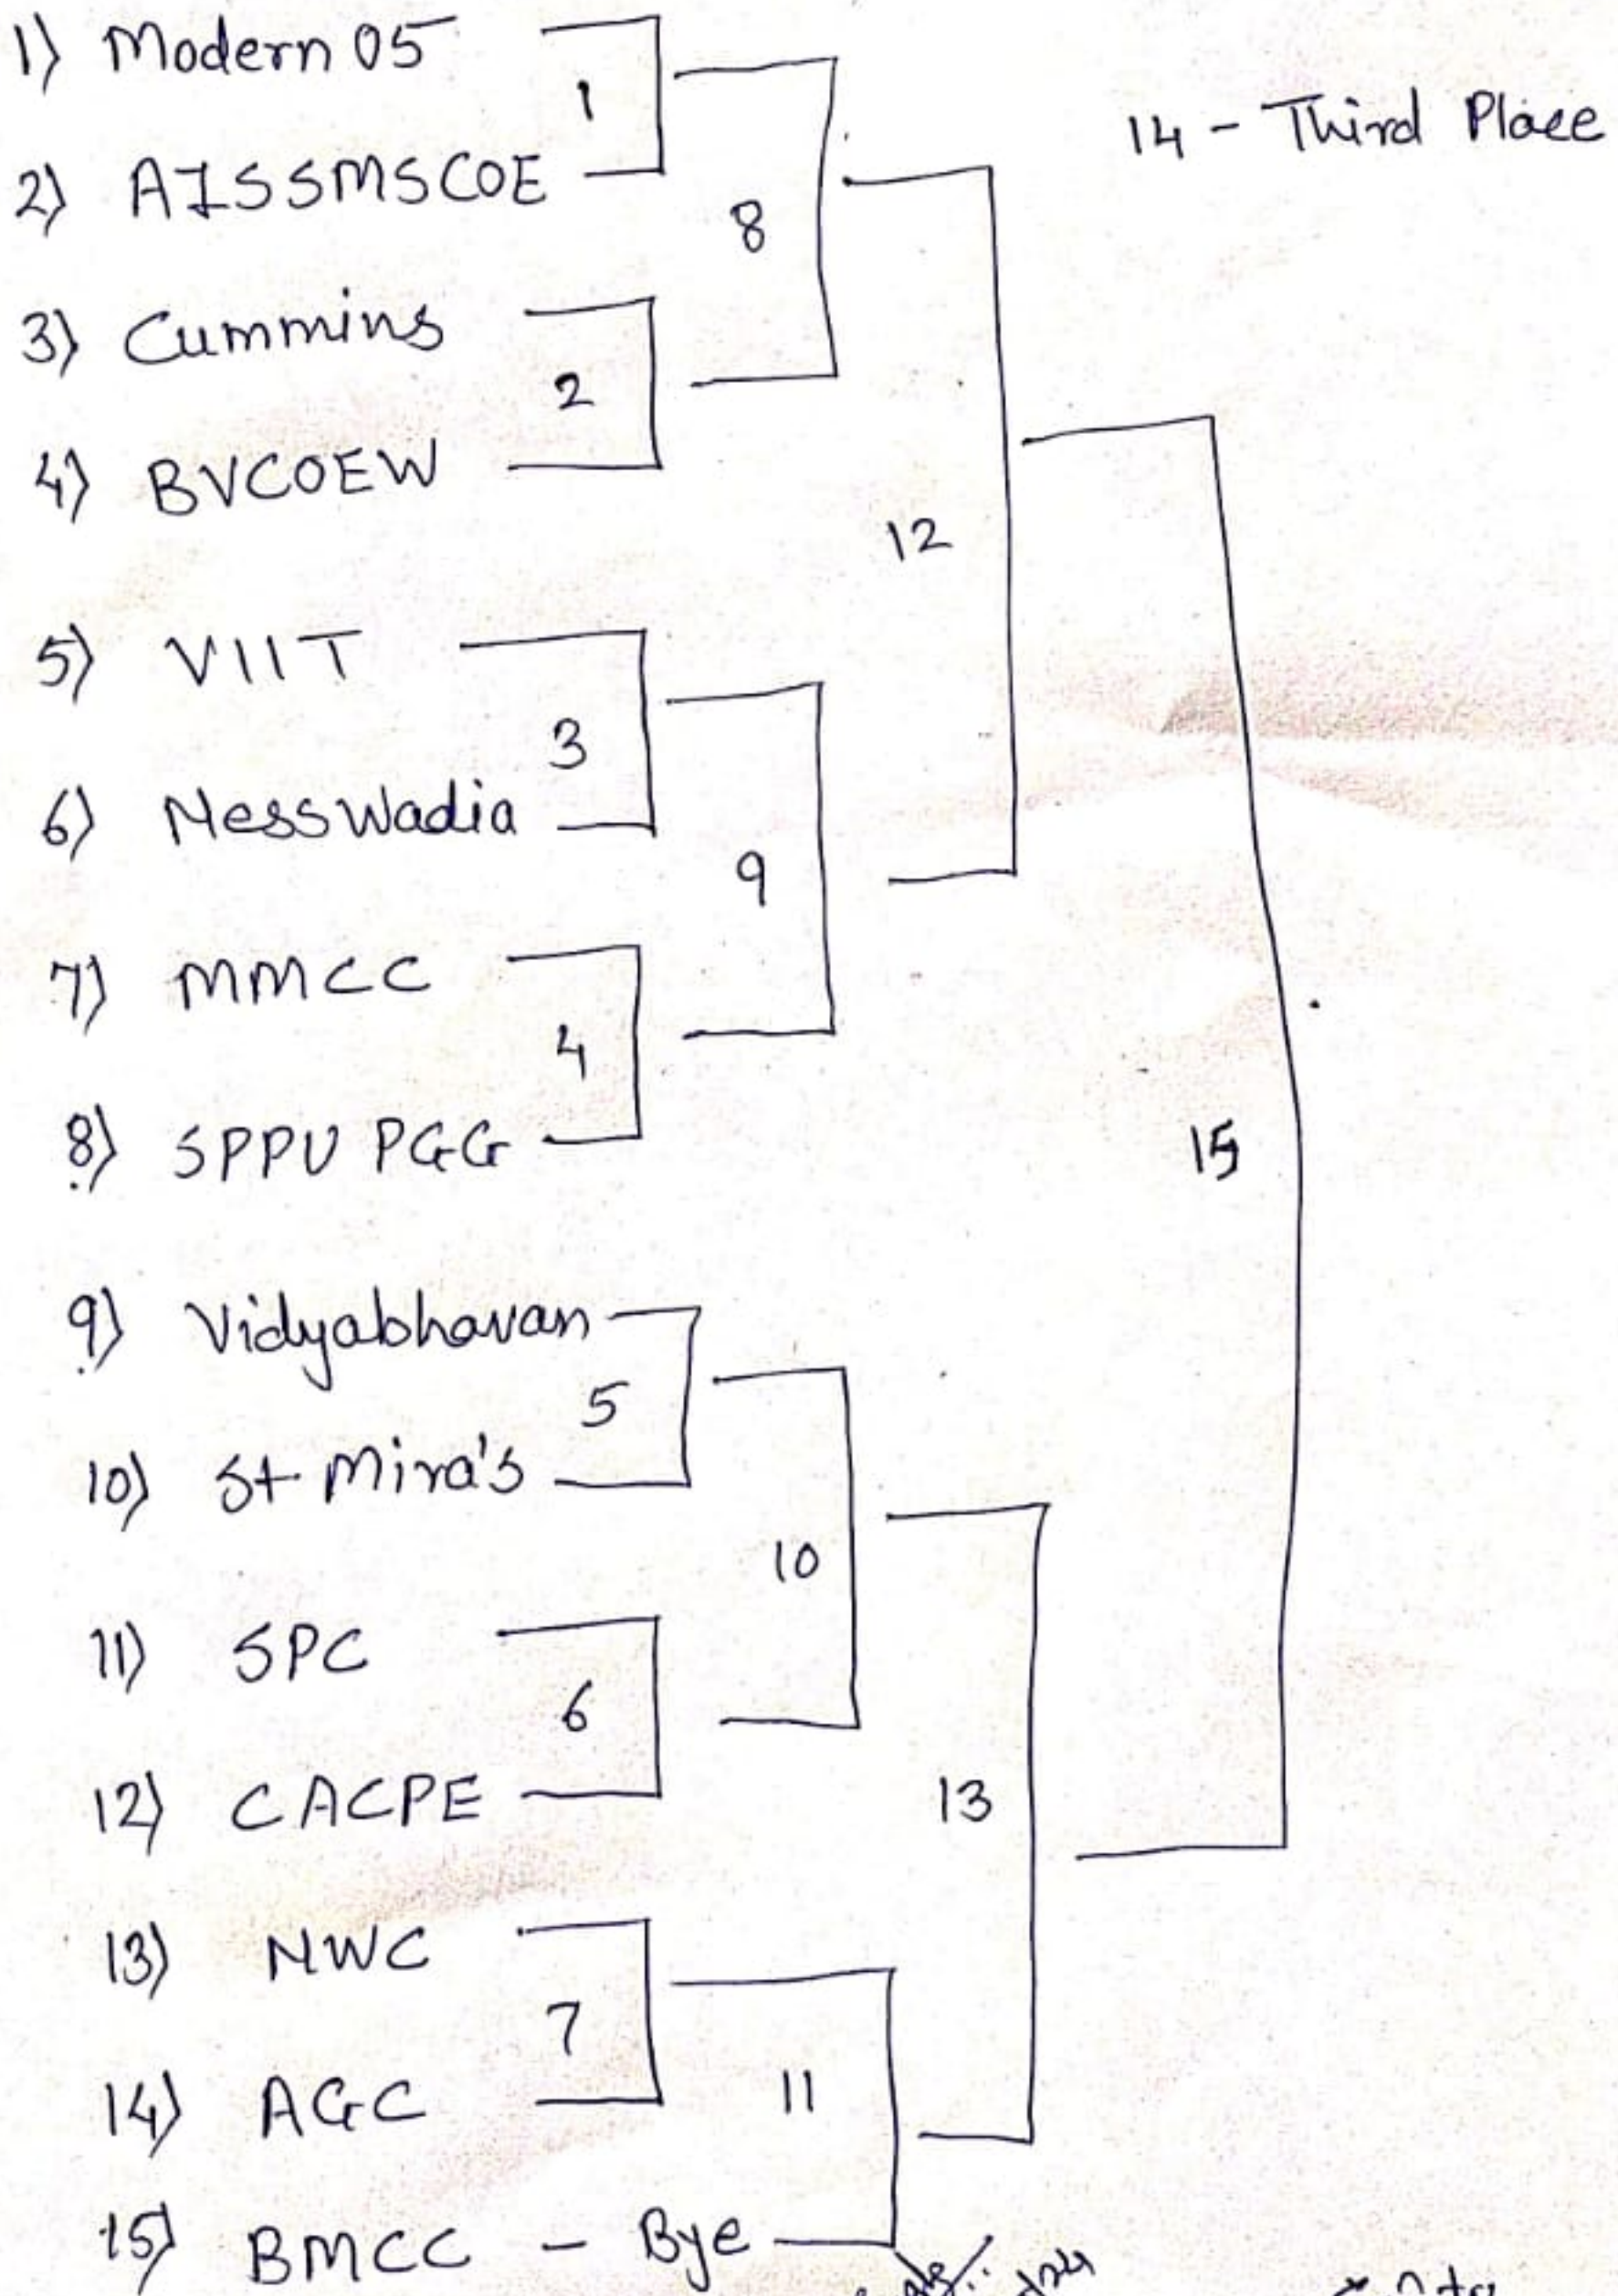 1) Modern 05
1
14 - Third Place
2) AISSMSCOE
8
3) Cummins
2
4) BVCOEW
12
5) VIIT
3
6) Ness Wadia
9
7) MMCC
4
8) SPPU PGG
15
9) Vidyabhavan
5
10) St Mira's
10
11) SPC
6
12) CACPE
13
13) NWC
7
14) AGC
11
15) BMCC - Bye